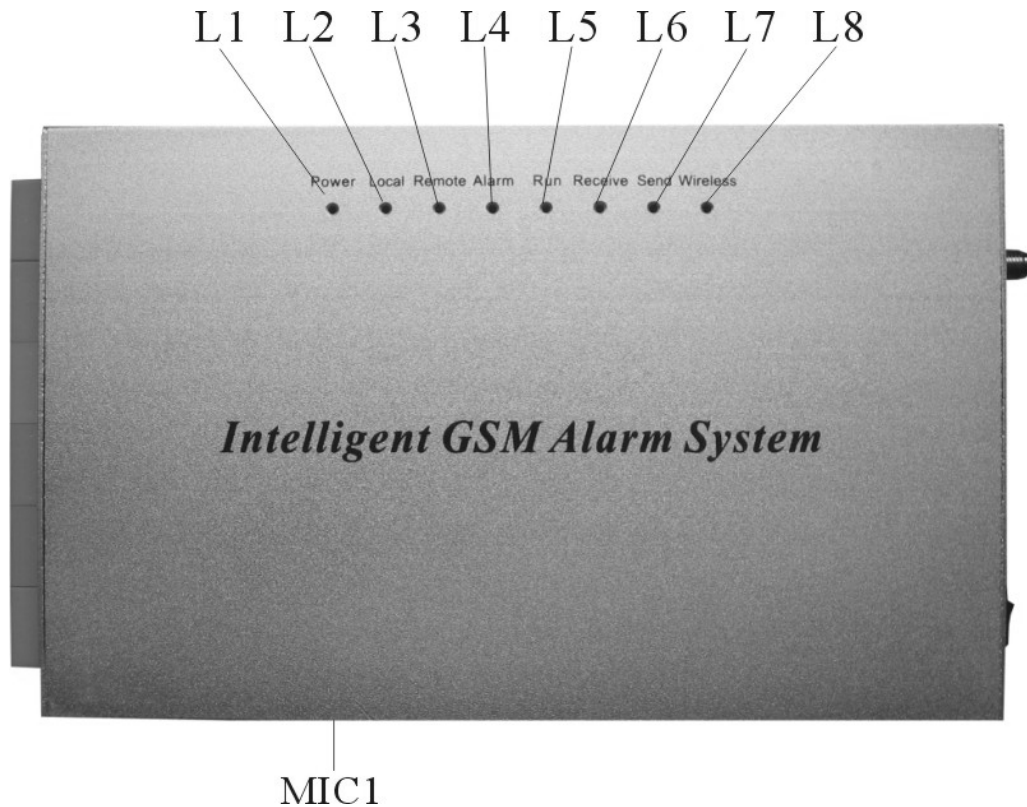 L1 L2 L3 L4 L5 L6 L7 L8
Power Local Remote Alarm Run Receive Send Wireless
Intelligent GSM Alarm System
MIC1